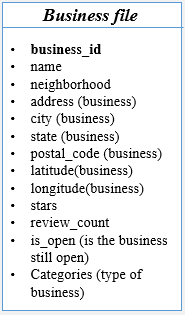 Business file
• business_id
• name
• neighborhood
• address (business)
• city (business)
• state (business)
• postal_code (business)
• latitude(business)
• longitude(business)
• stars
• review_count
• is_open (is the business
still open)
• Categories (type of
business)